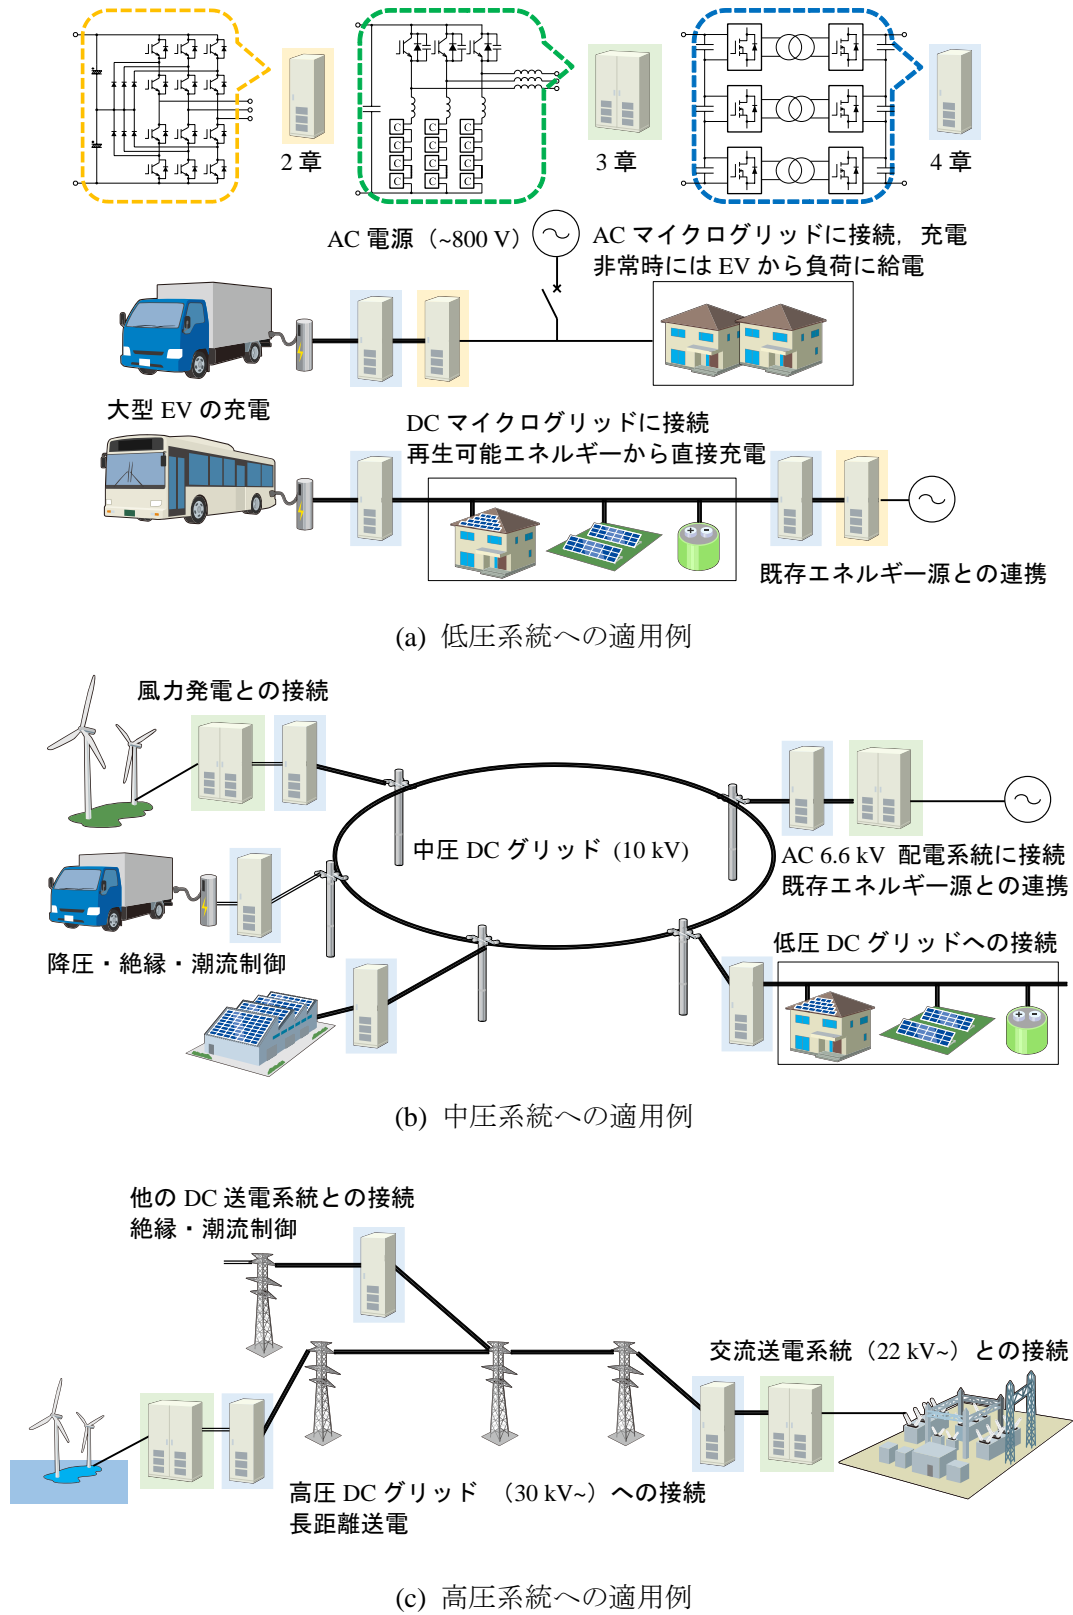 2 章
3 章
4 章
C C C
C C C
C C C
C C C
AC 電源（~800 V）
AC マイクログリッドに接続，充電
非常時には EV から負荷に給電
大型 EV の充電
DC マイクログリッドに接続
再生可能エネルギーから直接充電
既存エネルギー源との連携
(a) 低圧系統への適用例
風力発電との接続
中圧 DC グリッド (10 kV)
AC 6.6 kV 配電系統に接続
既存エネルギー源との連携
降圧・絶縁・潮流制御
低圧 DC グリッドへの接続
(b) 中圧系統への適用例
他の DC 送電系統との接続
絶縁・潮流制御
交流送電系統（22 kV~）との接続
高圧 DC グリッド （30 kV~）への接続
長距離送電
(c) 高圧系統への適用例